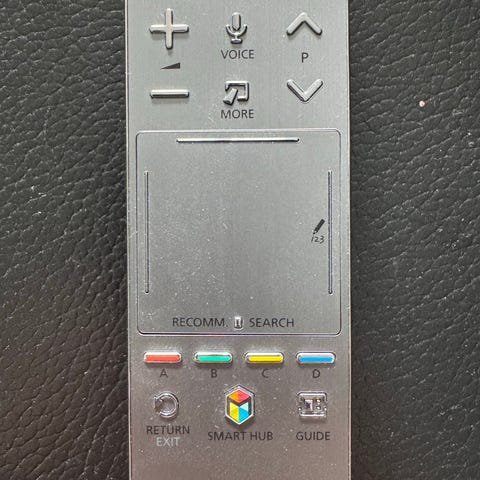 VOICE
P
MORE
123
RECOMM. SEARCH
A B C D
RETURN
EXIT
SMART HUB
GUIDE